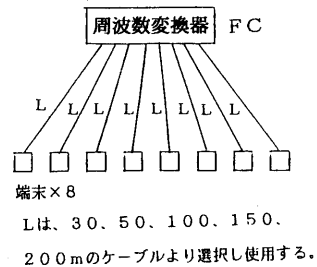 周波数変換器 FC
L L L L L L L
端末×8
Lは、30、50、100、150、
200mのケーブルより選択し使用する。